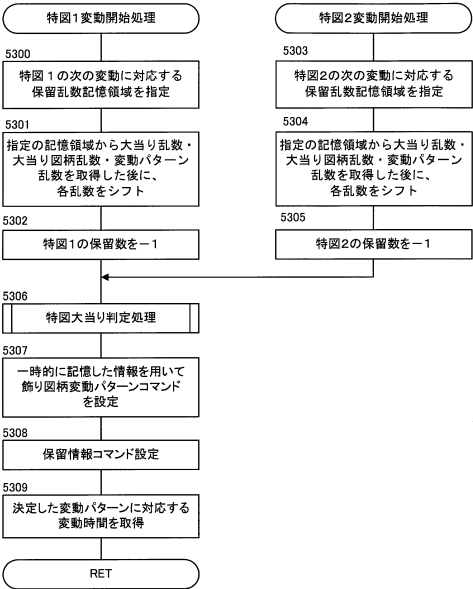 特図1変動開始処理
5300
特図1の次の変動に対応する
保留乱数記憶領域を指定
5301
指定の記憶領域から大当り乱数・
大当り図柄乱数・変動パターン
乱数を取得した後に、
各乱数をシフト
5302
特図1の保留数を－1
特図2変動開始処理
5303
特図2の次の変動に対応する
保留乱数記憶領域を指定
5304
指定の記憶領域から大当り乱数・
大当り図柄乱数・変動パターン
乱数を取得した後に、
各乱数をシフト
5305
特図2の保留数を－1
5306
特図大当り判定処理
5307
一時的に記憶した情報を用いて
飾り図柄変動パターンコマンド
を設定
5308
保留情報コマンド設定
5309
決定した変動パターンに対応する
変動時間を取得
RET